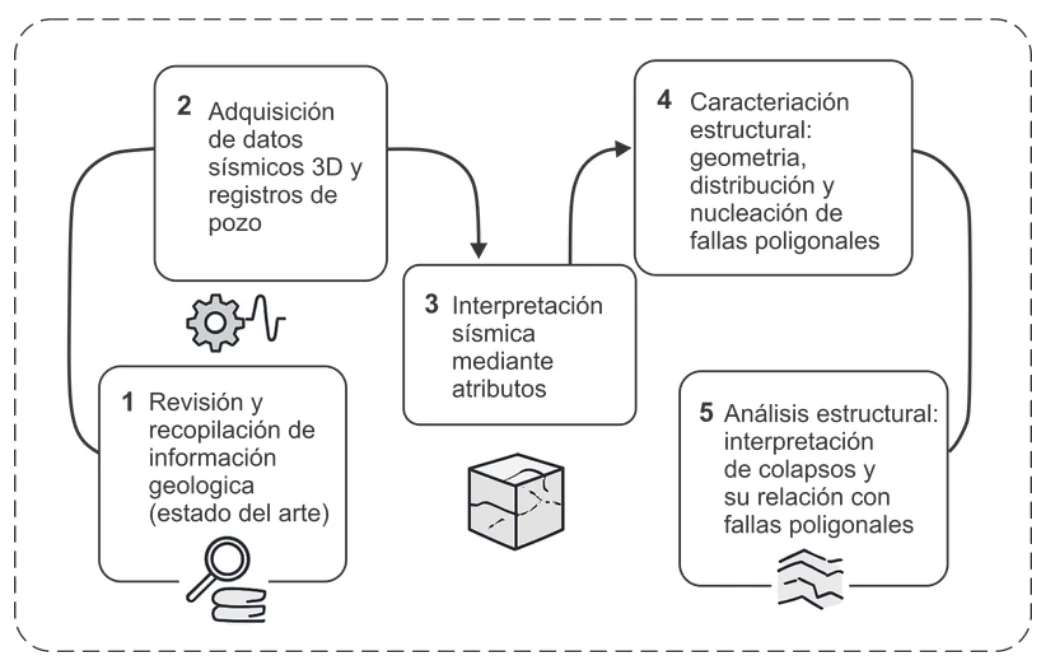 1 Revisión y
recopilación de
información
geologica
(estado del arte)
2 Adquisición
de datos
sísmicos 3D y
registros de
pozo
3 Interpretación
sísmica
mediante
atributos
4 Caracteriación
estructural:
geometria,
distribución y
nucleación de
fallas poligonales
5 Análisis estructural:
interpretación
de colapsos y
su relación con
fallas poligonales